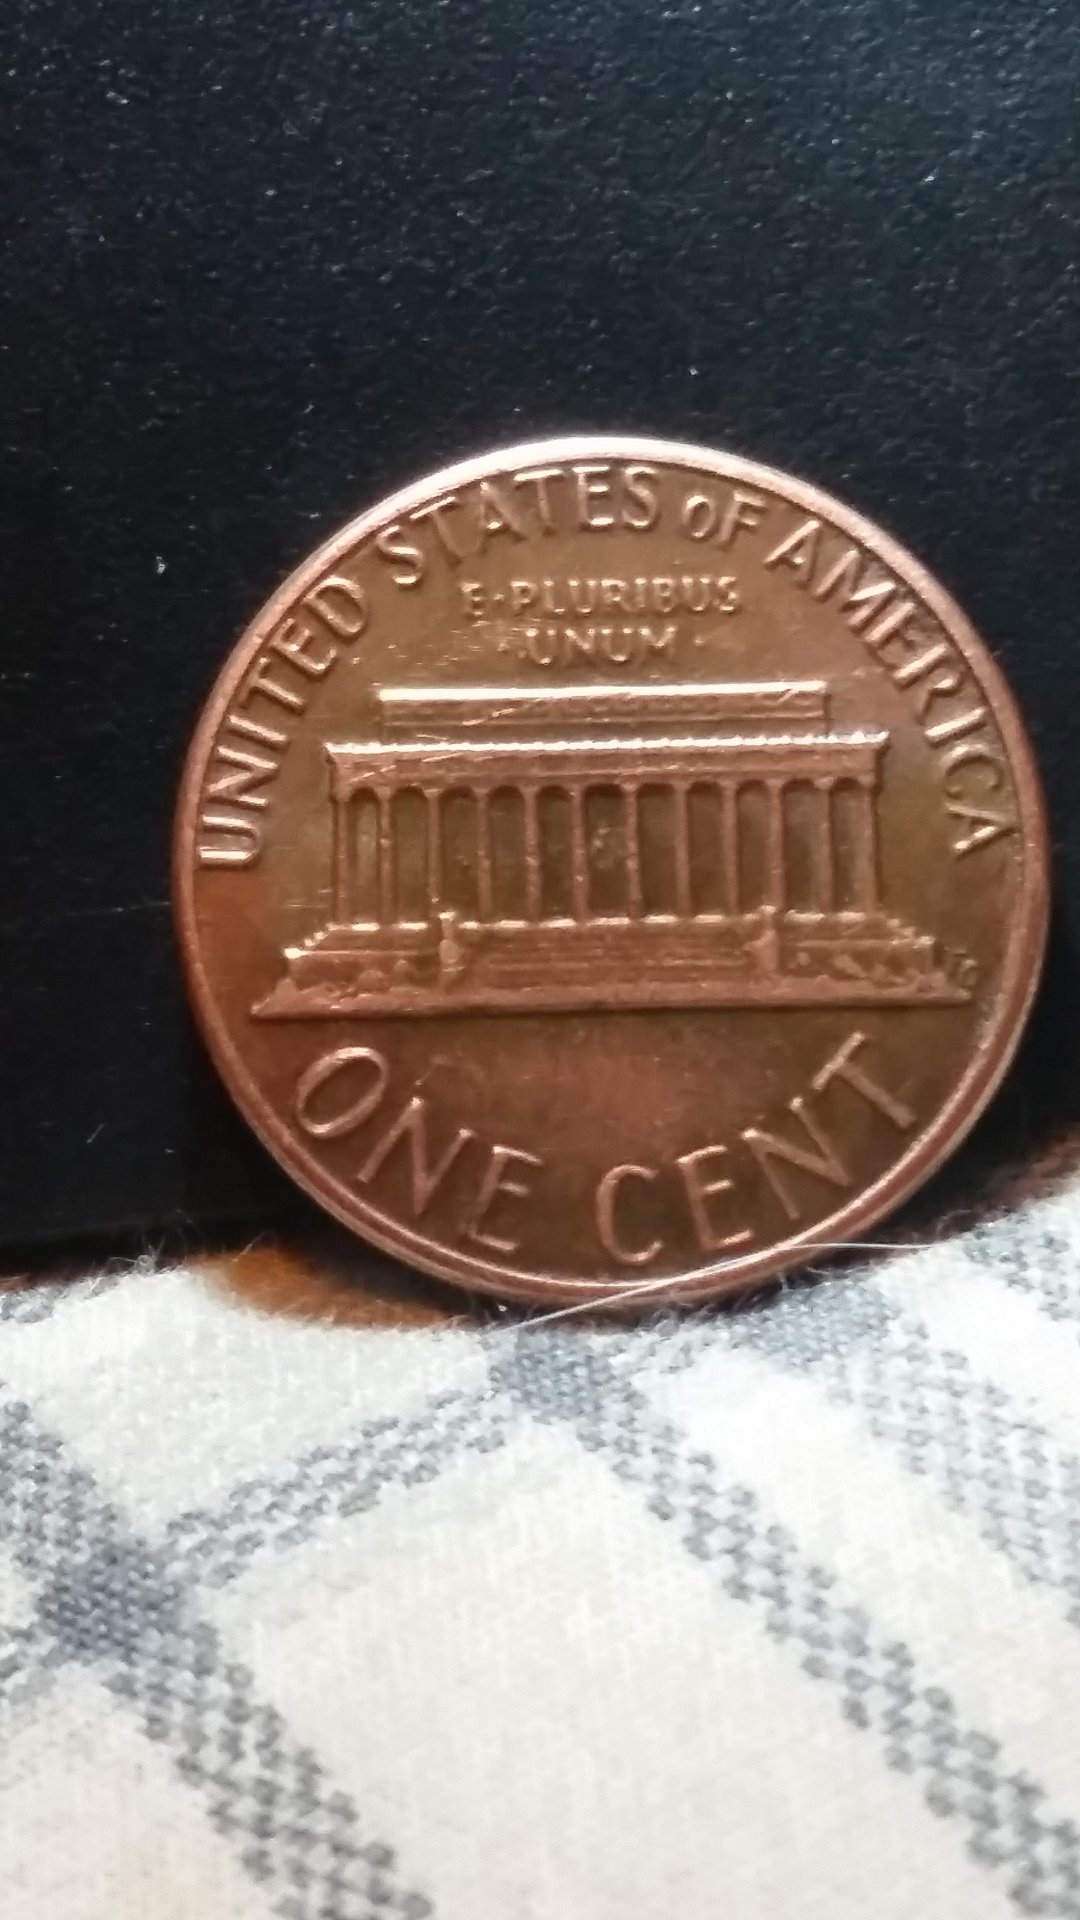 UNITED STATES oF AMERICA
E·PLURIBUS
·UNUM·
ONE CENT